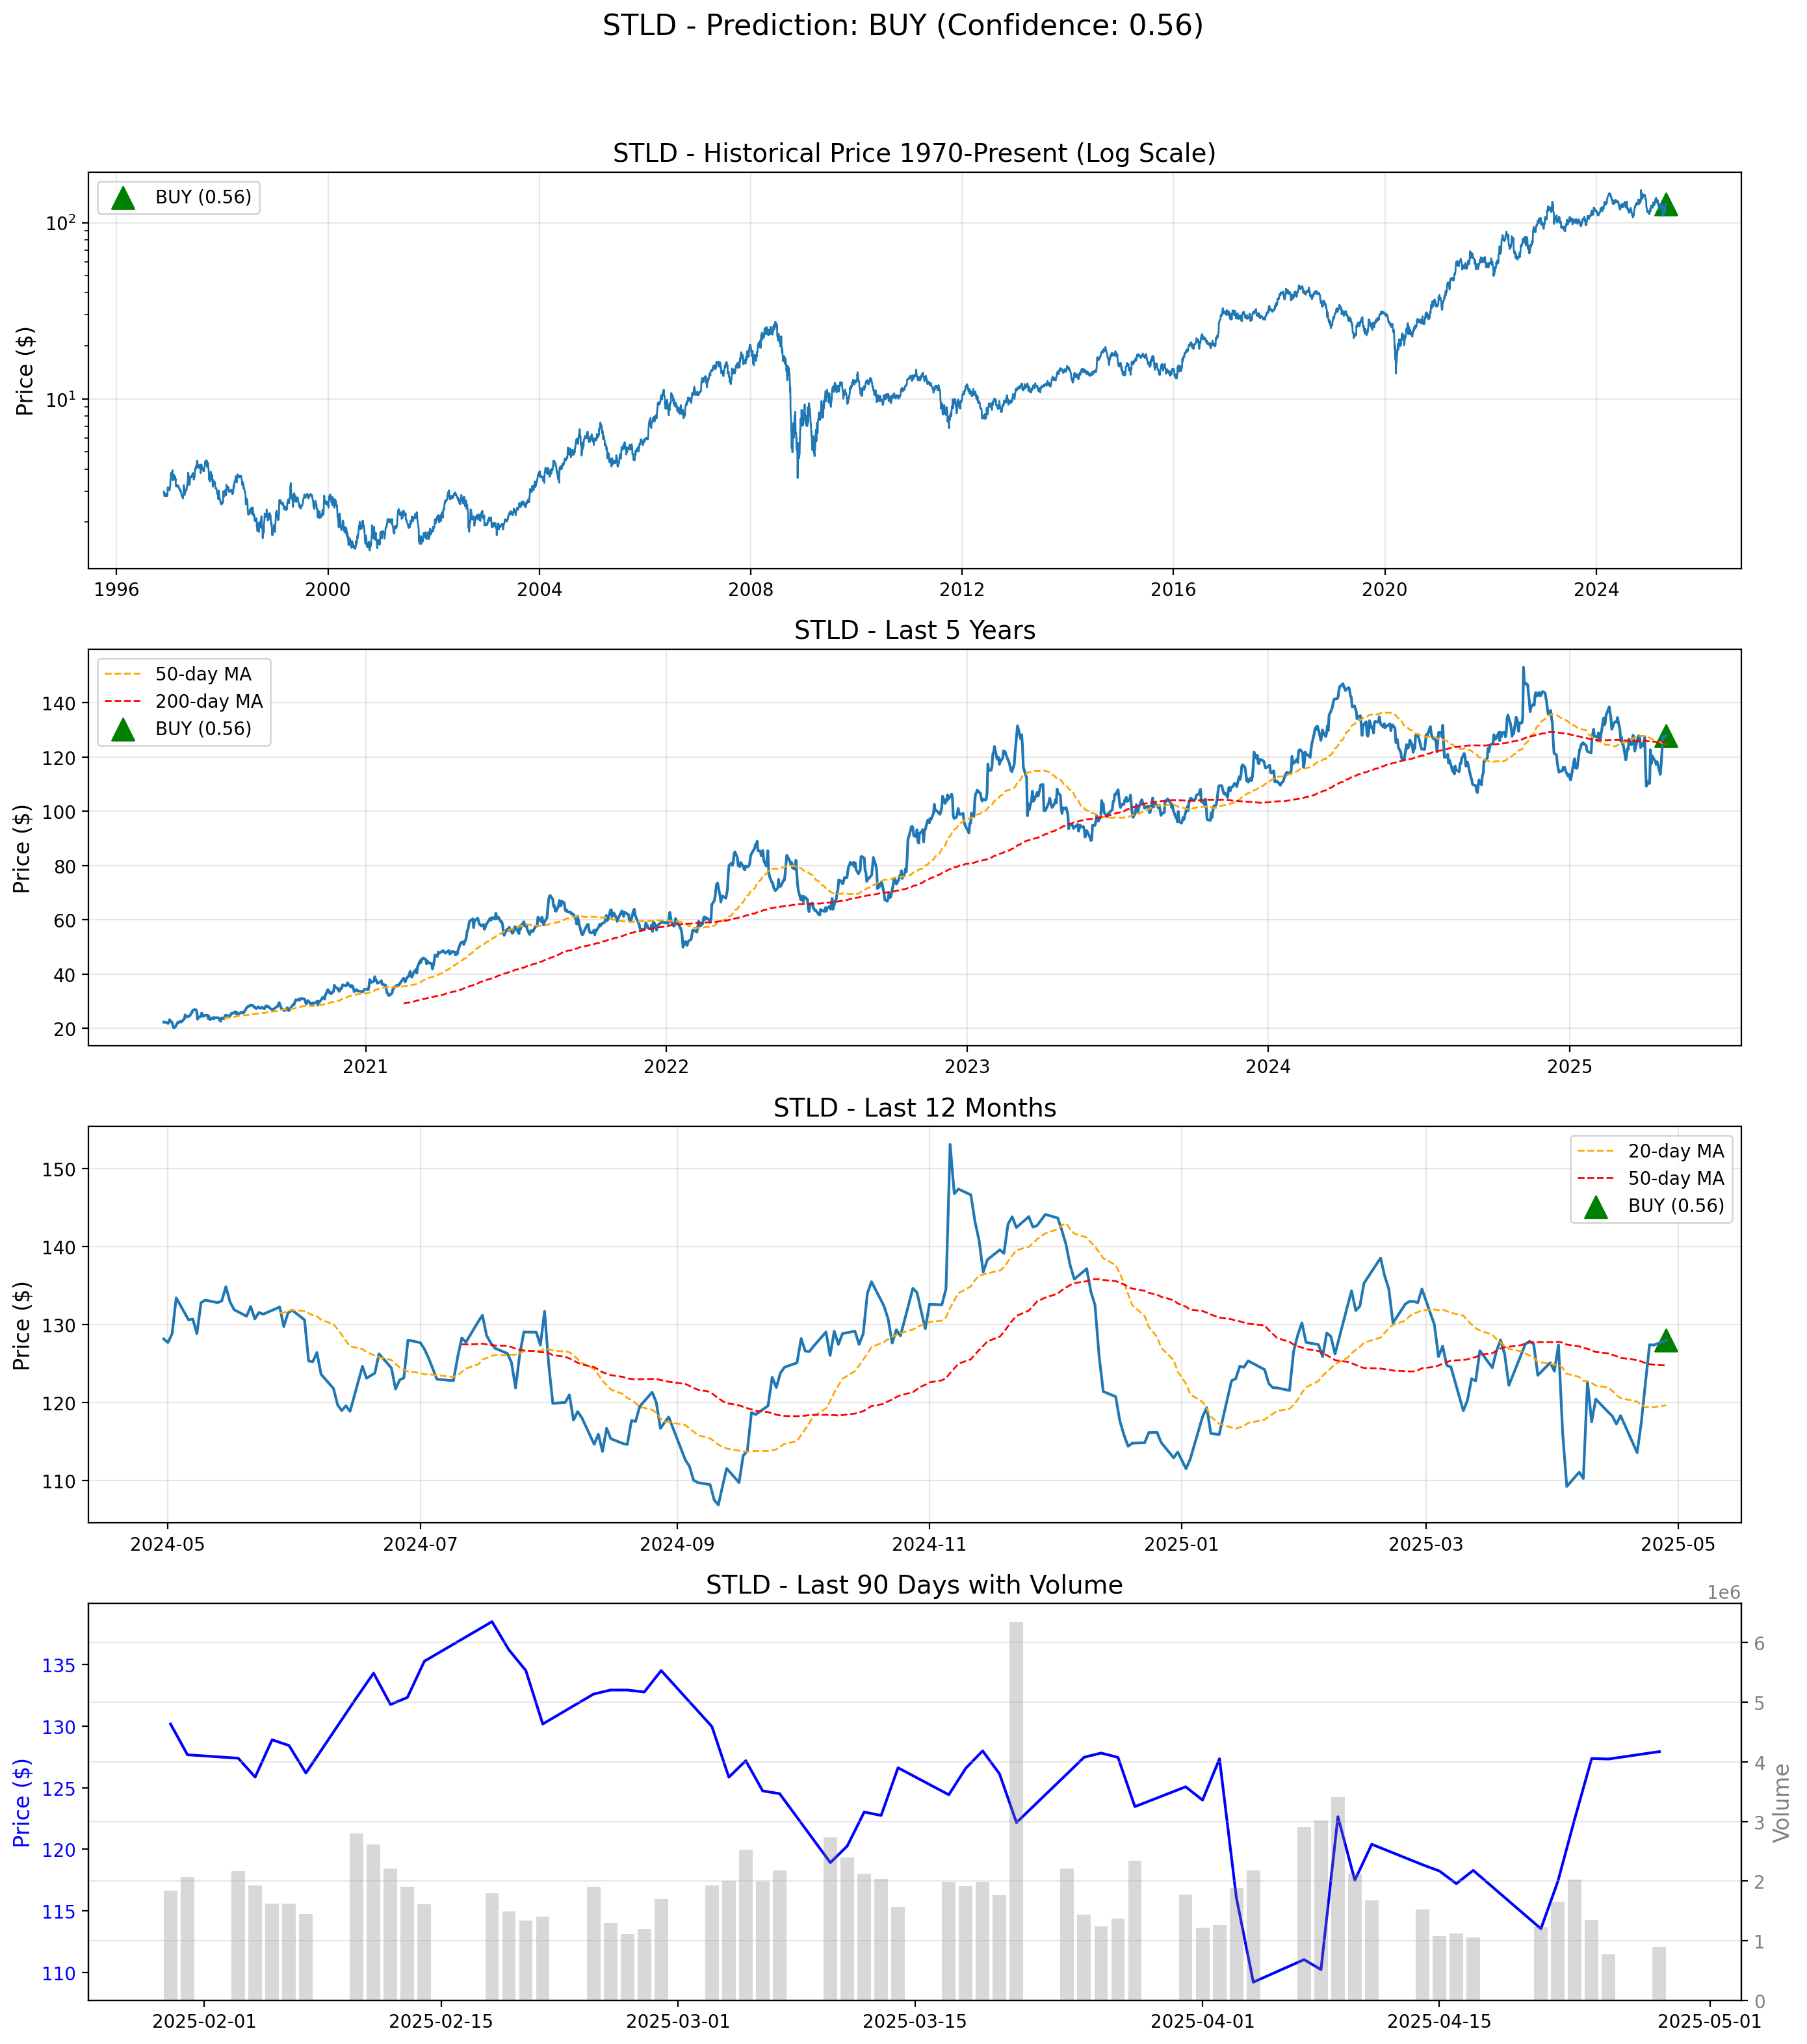 STLD - Prediction: BUY (Confidence: 0.56)
STLD - Historical Price 1970-Present (Log Scale)
BUY (0.56)
Price ($)
10²
10¹
1996 2000 2004 2008 2012 2016 2020 2024
STLD - Last 5 Years
50-day MA
200-day MA
BUY (0.56)
Price ($)
140
120
100
80
60
40
20
2021 2022 2023 2024 2025
STLD - Last 12 Months
20-day MA
50-day MA
BUY (0.56)
Price ($)
150
140
130
120
110
2024-05 2024-07 2024-09 2024-11 2025-01 2025-03 2025-05
STLD - Last 90 Days with Volume
1e6
Price ($)
135
130
125
120
115
110
6
5
4
3
2
1
0
Volume
2025-02-01 2025-02-15 2025-03-01 2025-03-15 2025-04-01 2025-04-15 2025-05-01